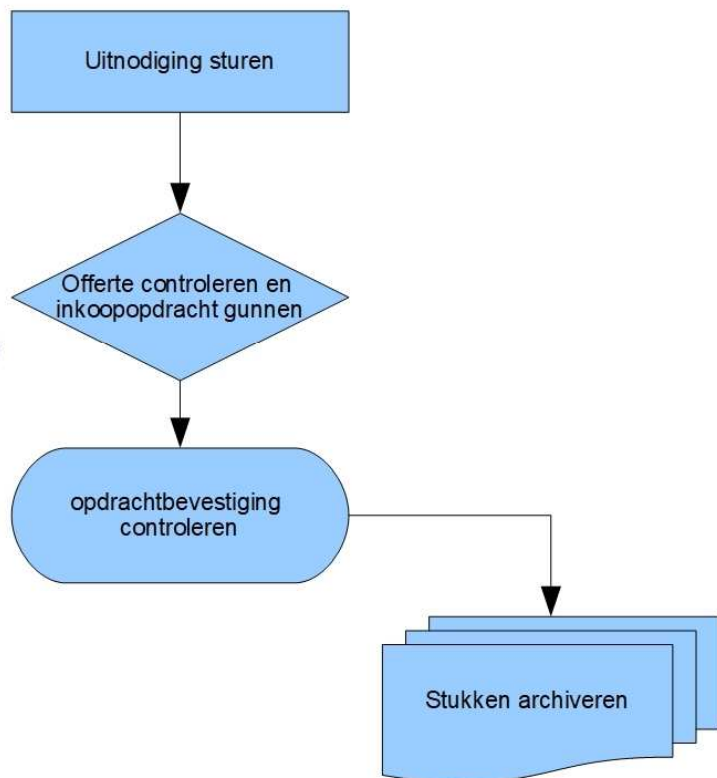 Uitnodiging sturen
Offerte controleren en
inkoopopdracht gunnen
opdrachtbevestiging
controleren
Stukken archiveren